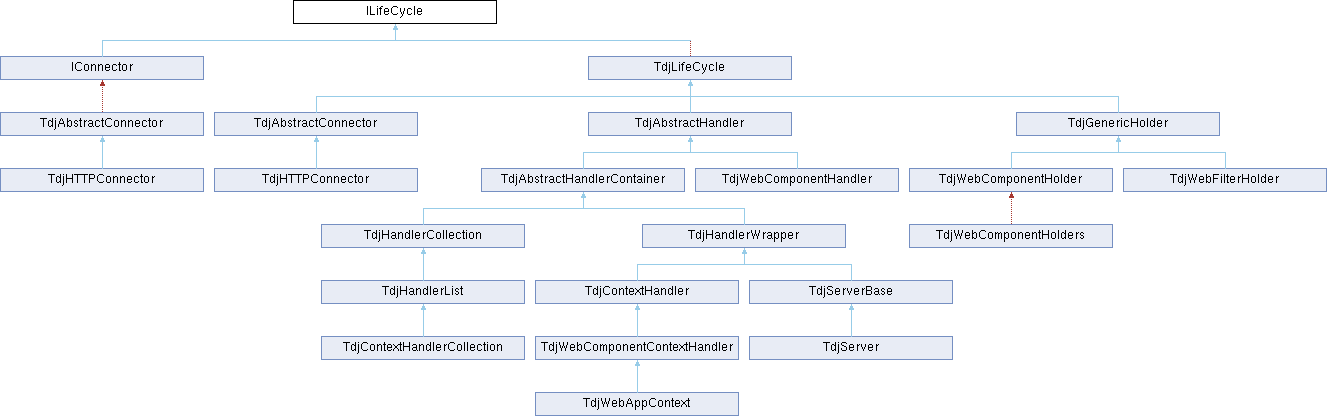 ILifeCycle
IConnector
TdjLifeCycle
TdjAbstractConnector
TdjAbstractConnector
TdjAbstractHandler
TdjGenericHolder
TdjHTTPConnector
TdjHTTPConnector
TdjAbstractHandlerContainer
TdjWebComponentHandler
TdjWebComponentHolder
TdjWebFilterHolder
TdjHandlerCollection
TdjHandlerWrapper
TdjWebComponentHolders
TdjHandlerList
TdjContextHandler
TdjServerBase
TdjContextHandlerCollection
TdjWebComponentContextHandler
TdjServer
TdjWebAppContext